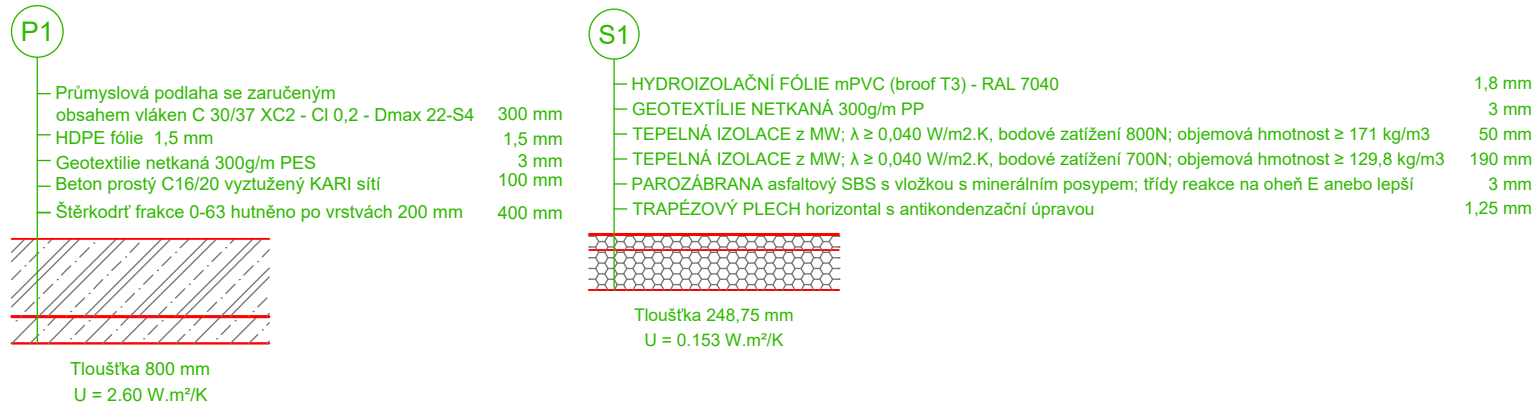 P1
Průmyslová podlaha se zaručeným
obsahem vláken C 30/37 XC2 - Cl 0,2 - Dmax 22-S4 300 mm
HDPE fólie 1,5 mm 1,5 mm
Geotextilie netkaná 300g/m PES 3 mm
Beton prostý C16/20 vyztužený KARI sítí 100 mm
Štěrkodrť frakce 0-63 hutněno po vrstvách 200 mm 400 mm
Tloušťka 800 mm
U = 2.60 W.m²/K
S1
HYDROIZOLAČNÍ FÓLIE mPVC (broof T3) - RAL 7040 1,8 mm
GEOTEXTÍLIE NETKANÁ 300g/m PP 3 mm
TEPELNÁ IZOLACE z MW; λ ≥ 0,040 W/m2.K, bodové zatížení 800N; objemová hmotnost ≥ 171 kg/m3 50 mm
TEPELNÁ IZOLACE z MW; λ ≥ 0,040 W/m2.K, bodové zatížení 700N; objemová hmotnost ≥ 129,8 kg/m3 190 mm
PAROZÁBRANA asfaltový SBS s vložkou s minerálním posypem; třídy reakce na oheň E anebo lepší 3 mm
TRAPÉZOVÝ PLECH horizontal s antikondenzační úpravou 1,25 mm
Tloušťka 248,75 mm
U = 0.153 W.m²/K